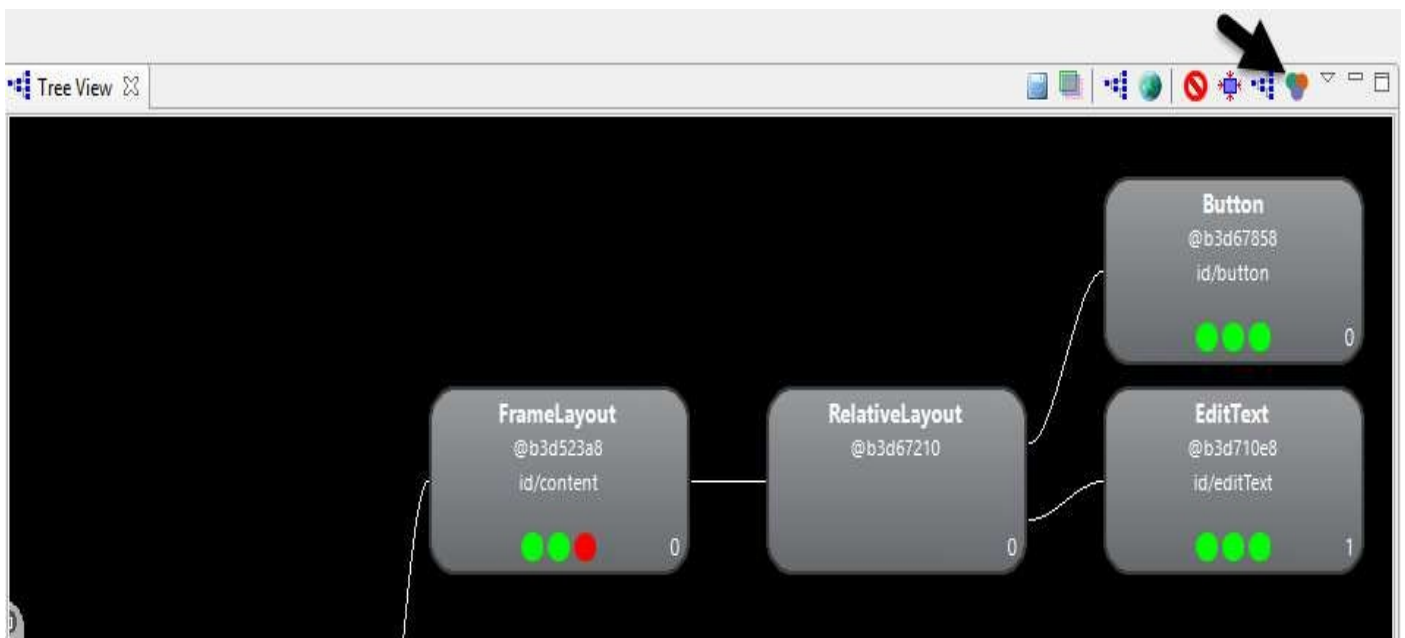 Tree View
Button
@b3d67858
id/button
0
FrameLayout
@b3d523a8
id/content
0
RelativeLayout
@b3d67210
0
EditText
@b3d710e8
id/editText
1